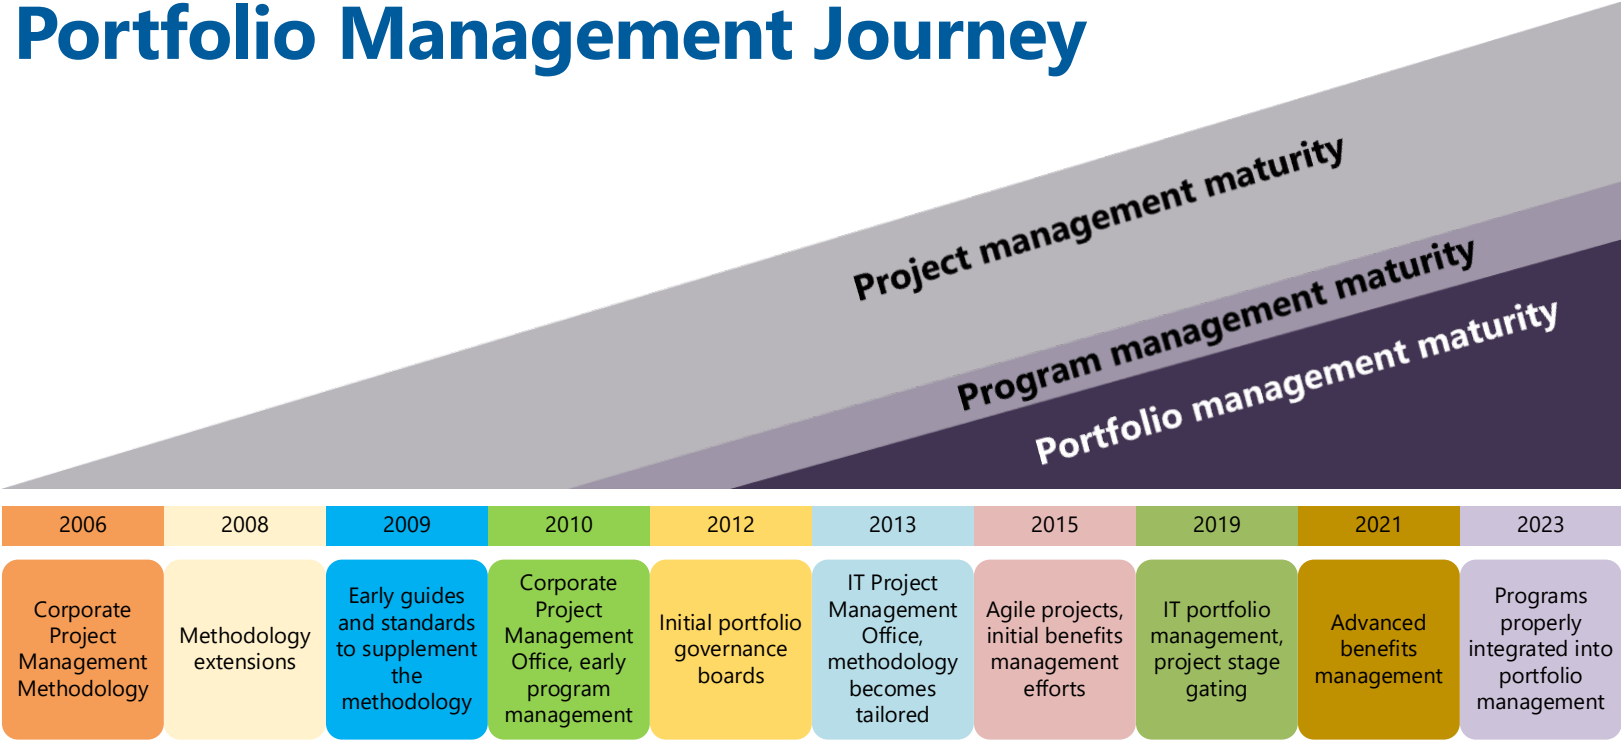 Portfolio Management Journey
Project management maturity
Program management maturity
Portfolio management maturity
2006
2008
2009
2010
2012
2013
2015
2019
2021
2023
Corporate
Project
Management
Methodology
Methodology
extensions
Early guides
and standards
to supplement
the
methodology
Corporate
Project
Management
Office, early
program
management
Initial portfolio
governance
boards
IT Project
Management
Office,
methodology
becomes
tailored
Agile projects,
initial benefits
management
efforts
IT portfolio
management,
project stage
gating
Advanced
benefits
management
Programs
properly
integrated into
portfolio
management